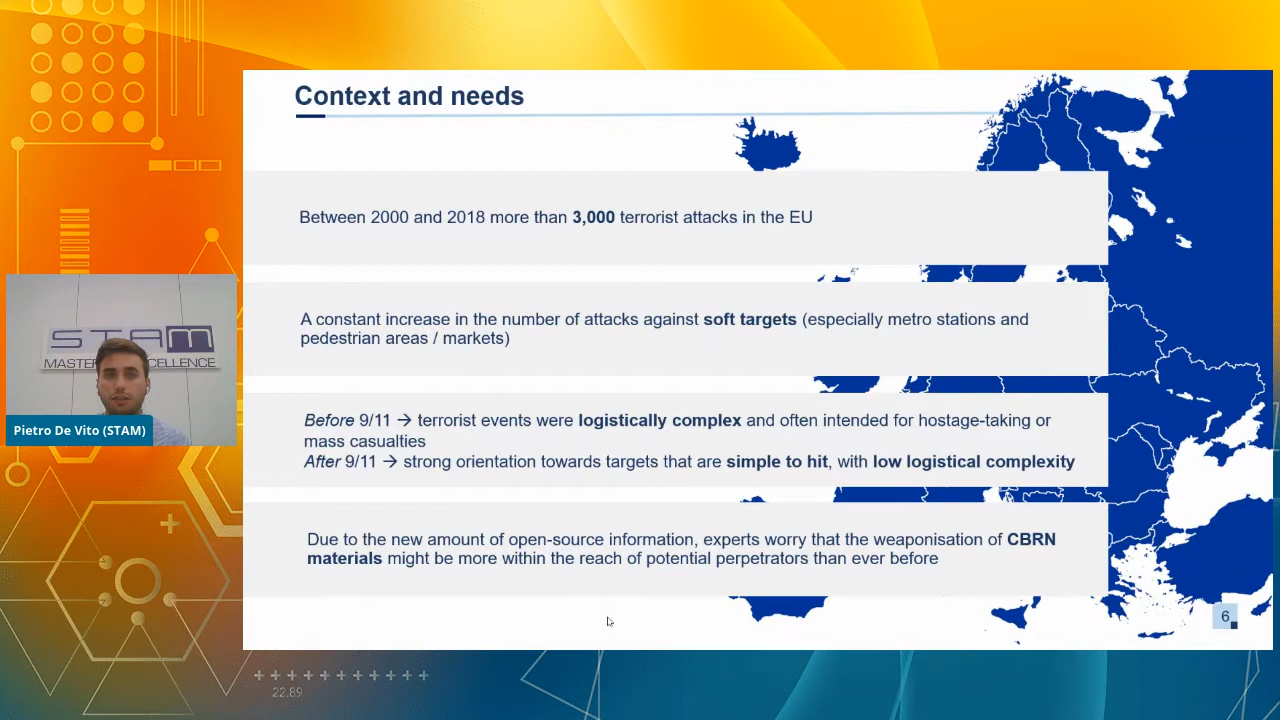 Context and needs
Between 2000 and 2018 more than 3,000 terrorist attacks in the EU
A constant increase in the number of attacks against soft targets (especially metro stations and
pedestrian areas / markets)
Before 9/11 → terrorist events were logistically complex and often intended for hostage-taking or
mass casualties
After 9/11 → strong orientation towards targets that are simple to hit, with low logistical complexity
Due to the new amount of open-source information, experts worry that the weaponisation of CBRN
materials might be more within the reach of potential perpetrators than ever before
6
STAM
Pietro De Vito (STAM)
22,89